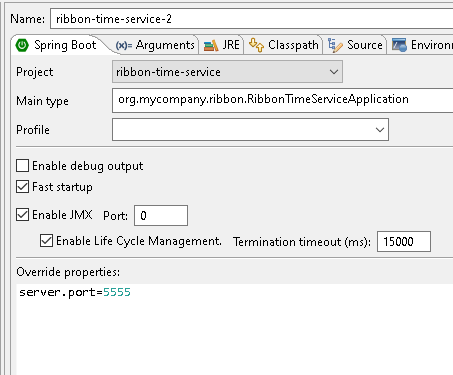 Name: ribbon-time-service-2
Spring Boot (x)= Arguments JRE Classpath Source Environ
Project ribbon-time-service
Main type org.mycompany.ribbon.RibbonTimeServiceApplication
Profile
Enable debug output
Fast startup
Enable JMX Port: 0
Enable Life Cycle Management. Termination timeout (ms): 15000
Override properties:
server.port=5555